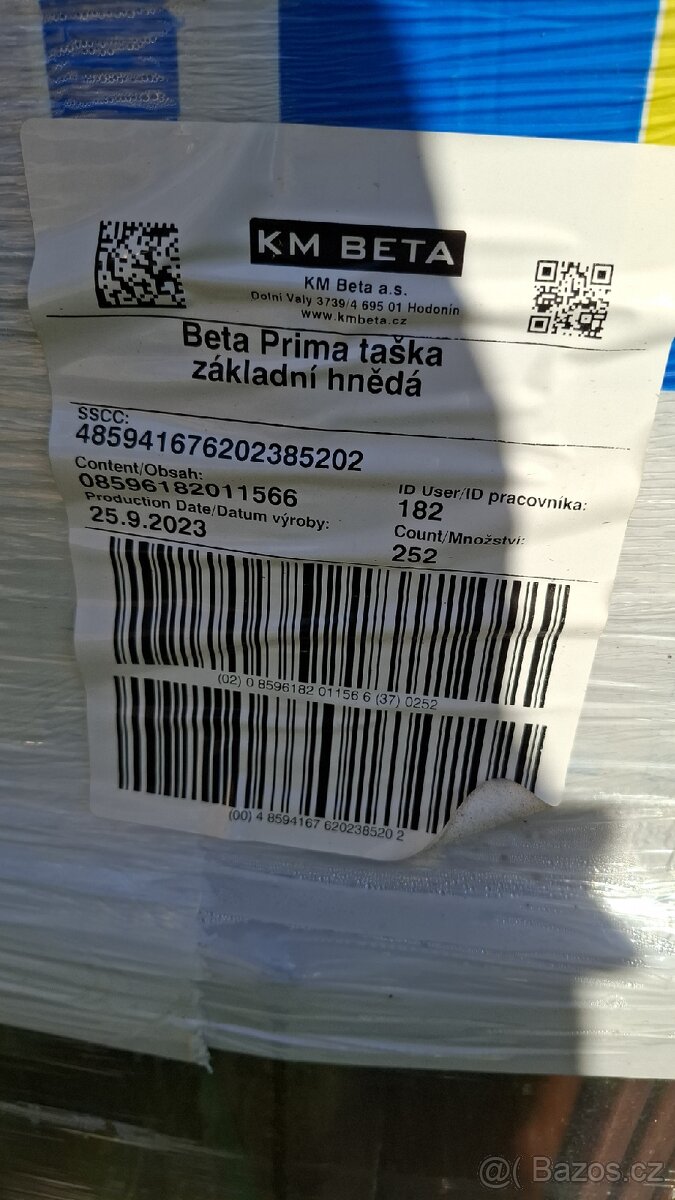 KM BETA
KM Beta a.s.
Dolní Valy 3739/4 695 01 Hodonín
www.kmbeta.cz
Beta Prima taška
základní hnědá
SSCC:
485941676202385202
Content/Obsah:
08596182011566
ID User/ID pracovníka:
182
Production Date/Datum výroby:
25.9.2023
Count/Množství:
252
(02) 0 8596182 01156 6 (37) 0252
(00) 4 8594167 620238520 2
@( Bazos.cz